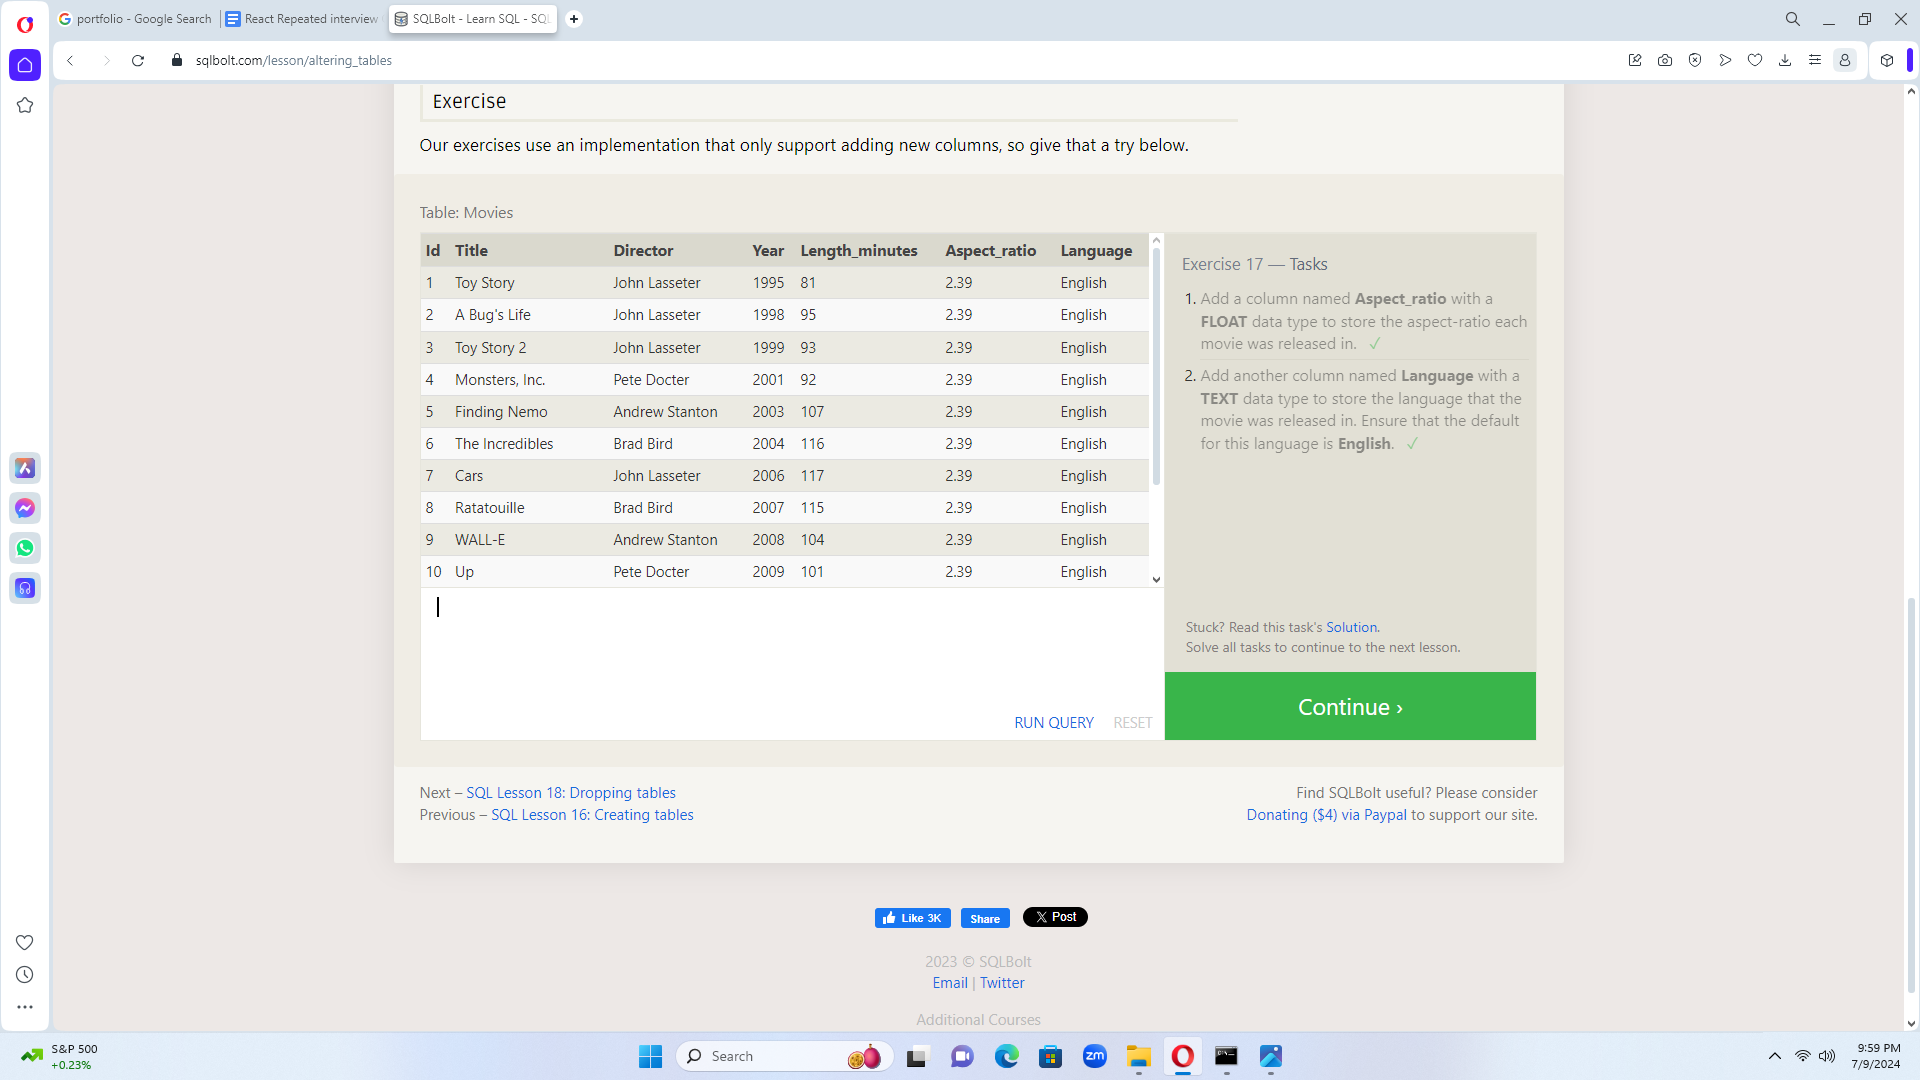 portfolio - Google Search
React Repeated interview
SQLBolt - Learn SQL - SQL
sqlbolt.com/lesson/altering_tables
Exercise
Our exercises use an implementation that only support adding new columns, so give that a try below.
Table: Movies
Id Title Director Year Length_minutes Aspect_ratio Language
1 Toy Story John Lasseter 1995 81 2.39 English
2 A Bug's Life John Lasseter 1998 95 2.39 English
3 Toy Story 2 John Lasseter 1999 93 2.39 English
4 Monsters, Inc. Pete Docter 2001 92 2.39 English
5 Finding Nemo Andrew Stanton 2003 107 2.39 English
6 The Incredibles Brad Bird 2004 116 2.39 English
7 Cars John Lasseter 2006 117 2.39 English
8 Ratatouille Brad Bird 2007 115 2.39 English
9 WALL-E Andrew Stanton 2008 104 2.39 English
10 Up Pete Docter 2009 101 2.39 English
RUN QUERY RESET
Exercise 17 — Tasks
1. Add a column named Aspect_ratio with a
FLOAT data type to store the aspect-ratio each
movie was released in. ✓
2. Add another column named Language with a
TEXT data type to store the language that the
movie was released in. Ensure that the default
for this language is English. ✓
Stuck? Read this task's Solution.
Solve all tasks to continue to the next lesson.
Continue ›
Next – SQL Lesson 18: Dropping tables
Previous – SQL Lesson 16: Creating tables
Find SQLBolt useful? Please consider
Donating ($4) via Paypal to support our site.
Like 3K
Share
Post
2023 © SQLBolt
Email | Twitter
Additional Courses
S&P 500
+0.23%
Search
zm
9:59 PM
7/9/2024